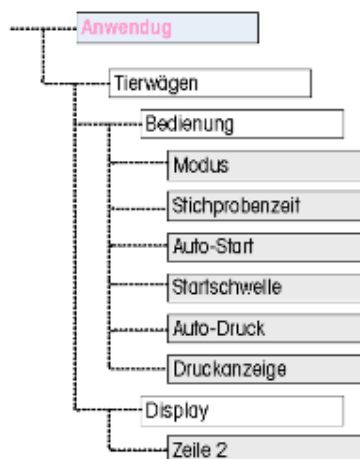 Anwendug
Tierwägen
Bedienung
Modus
Stichprobenzeit
Auto-Start
Startschwelle
Auto-Druck
Druckanzeige
Display
Zeile 2